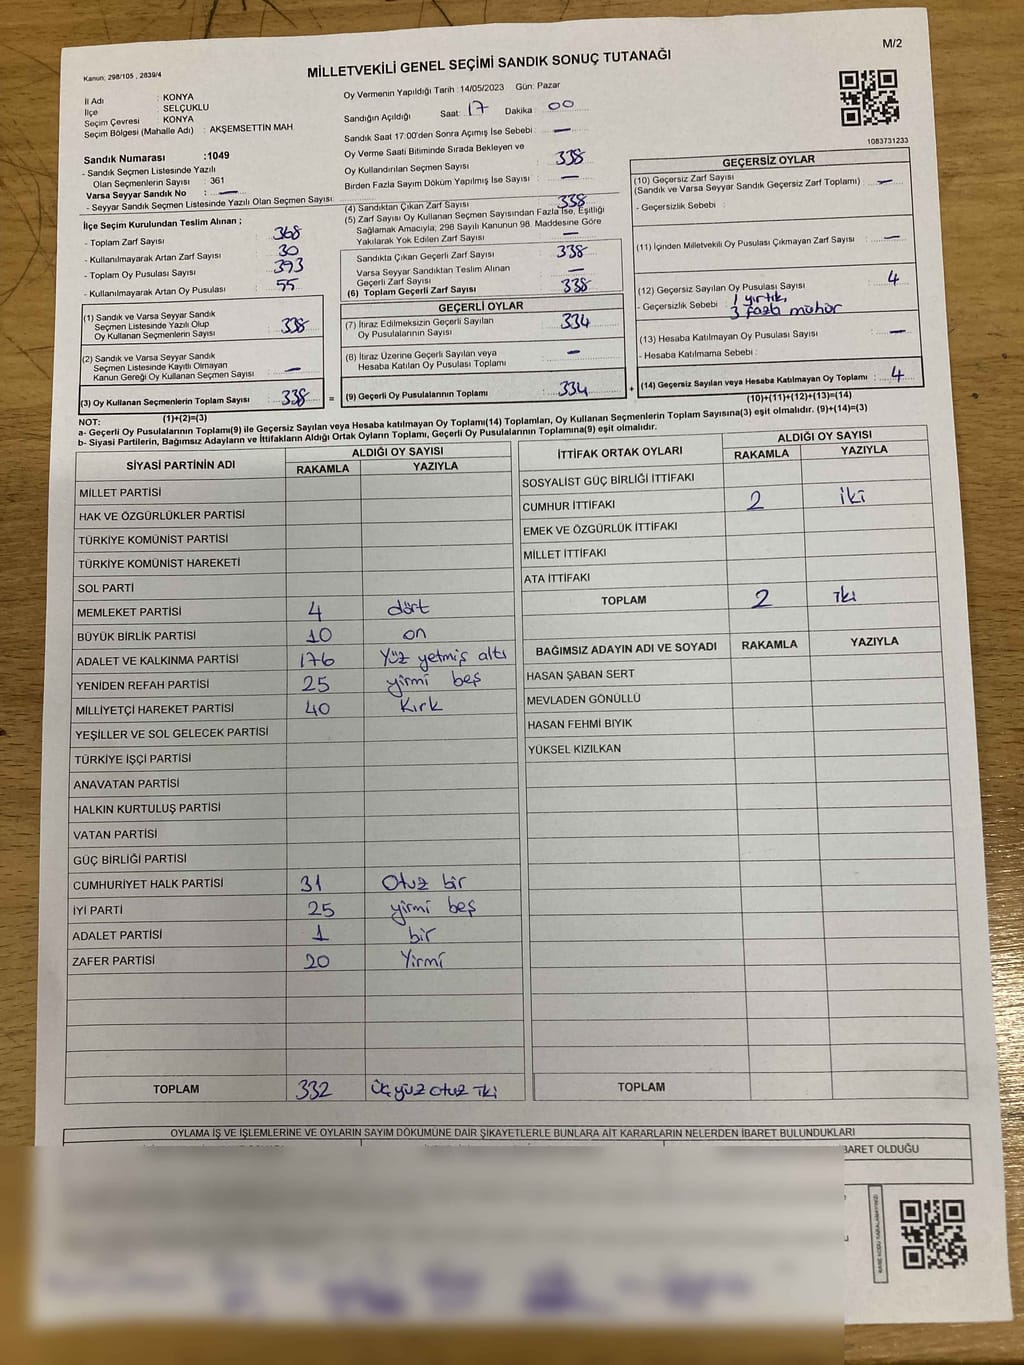 M/2
Kanun; 298/105 , 2839/4
MİLLETVEKİLİ GENEL SEÇİMİ SANDIK SONUÇ TUTANAĞI
İl Adı : KONYA
İlçe : SELÇUKLU
Seçim Çevresi : KONYA
Seçim Bölgesi (Mahalle Adı) : AKŞEMSETTİN MAH
Sandık Numarası :1049
- Sandık Seçmen Listesinde Yazılı
Olan Seçmenlerin Sayısı : 361
Varsa Seyyar Sandık No : —
- Seyyar Sandık Seçmen Listesinde Yazılı Olan Seçmen Sayısı:
Oy Vermenin Yapıldığı Tarih :14/05/2023 Gün: Pazar
Sandığın Açıldığı Saat: 17 Dakika : 00
Sandık Saat 17:00'den Sonra Açımış İse Sebebi : —
Oy Verme Saati Bitiminde Sırada Bekleyen ve
Oy Kullandırılan Seçmen Sayısı : 338
Birden Fazla Sayım Döküm Yapılmış İse Sayısı : —
1083731233
İlçe Seçim Kurulundan Teslim Alınan ;
- Toplam Zarf Sayısı : 368
- Kullanılmayarak Artan Zarf Sayısı : 30
- Toplam Oy Pusulası Sayısı : 393
- Kullanılmayarak Artan Oy Pusulası : 55
(4) Sandıktan Çıkan Zarf Sayısı : 338
(5) Zarf Sayısı Oy Kullanan Seçmen Sayısından Fazla İse, Eşitliği
Sağlamak Amacıyla, 298 Sayılı Kanunun 98. Maddesine Göre
Yakılarak Yok Edilen Zarf Sayısı : —
Sandıkta Çıkan Geçerli Zarf Sayısı : 338
Varsa Seyyar Sandıktan Teslim Alınan
Geçerli Zarf Sayısı : —
(6) Toplam Geçerli Zarf Sayısı : 338
(1) Sandık ve Varsa Seyyar Sandık
Seçmen Listesinde Yazılı Olup
Oy Kullanan Seçmenlerin Sayısı : 338
(2) Sandık ve Varsa Seyyar Sandık
Seçmen Listesinde Kayıtlı Olmayan
Kanun Gereği Oy Kullanan Seçmen Sayısı : —
(3) Oy Kullanan Seçmenlerin Toplam Sayısı : 338
(1)+(2)=(3)
=
GEÇERLİ OYLAR
(7) İtiraz Edilmeksizin Geçerli Sayılan
Oy Pusulalarının Sayısı : 334
(8) İtiraz Üzerine Geçerli Sayılan veya
Hesaba Katılan Oy Pusulası Toplamı : —
(9) Geçerli Oy Pusulalarının Toplamı : 334
+
GEÇERSİZ OYLAR
(10) Geçersiz Zarf Sayısı
(Sandık ve Varsa Seyyar Sandık Geçersiz Zarf Toplamı) : —
- Geçersizlik Sebebi :
(11) İçinden Milletvekili Oy Pusulası Çıkmayan Zarf Sayısı : —
(12) Geçersiz Sayılan Oy Pusulası Sayısı : 4
- Geçersizlik Sebebi : 1 yırtık,
3 fazla mühür
(13) Hesaba Katılmayan Oy Pusulası Sayısı : —
- Hesaba Katılmama Sebebi :
(14) Geçersiz Sayılan veya Hesaba Katılmayan Oy Toplamı : 4
(10)+(11)+(12)+(13)=(14)
NOT:
a- Geçerli Oy Pusulalarının Toplamı(9) ile Geçersiz Sayılan veya Hesaba katılmayan Oy Toplamı(14) Toplamları, Oy Kullanan Seçmenlerin Toplam Sayısına(3) eşit olmalıdır. (9)+(14)=(3)
b- Siyasi Partilerin, Bağımsız Adayların ve İttifakların Aldığı Ortak Oyların Toplamı, Geçerli Oy Pusulalarının Toplamına(9) eşit olmalıdır.
SİYASİ PARTİNİN ADI ALDIĞI OY SAYISI
RAKAMLA YAZIYLA
MİLLET PARTİSİ
HAK VE ÖZGÜRLÜKLER PARTİSİ
TÜRKİYE KOMÜNİST PARTİSİ
TÜRKİYE KOMÜNİST HAREKETİ
SOL PARTİ
MEMLEKET PARTİSİ 4 dört
BÜYÜK BİRLİK PARTİSİ 10 on
ADALET VE KALKINMA PARTİSİ 176 Yüz yetmiş altı
YENİDEN REFAH PARTİSİ 25 yirmi beş
MİLLİYETÇİ HAREKET PARTİSİ 40 Kırk
YEŞİLLER VE SOL GELECEK PARTİSİ
TÜRKİYE İŞÇİ PARTİSİ
ANAVATAN PARTİSİ
HALKIN KURTULUŞ PARTİSİ
VATAN PARTİSİ
GÜÇ BİRLİĞİ PARTİSİ
CUMHURİYET HALK PARTİSİ 31 Otuz bir
İYİ PARTİ 25 yirmi beş
ADALET PARTİSİ 1 bir
ZAFER PARTİSİ 20 Yirmi
TOPLAM 332 üç yüz otuz iki
İTTİFAK ORTAK OYLARI ALDIĞI OY SAYISI
RAKAMLA YAZIYLA
SOSYALİST GÜÇ BİRLİĞİ İTTİFAKI
CUMHUR İTTİFAKI 2 iki
EMEK VE ÖZGÜRLÜK İTTİFAKI
MİLLET İTTİFAKI
ATA İTTİFAKI
TOPLAM 2 iki
BAĞIMSIZ ADAYIN ADI VE SOYADI RAKAMLA YAZIYLA
HASAN ŞABAN SERT
MEVLADEN GÖNÜLLÜ
HASAN FEHMİ BIYIK
YÜKSEL KIZILKAN
TOPLAM
OYLAMA İŞ VE İŞLEMLERİNE VE OYLARIN SAYIM DÖKÜMÜNE DAİR ŞİKAYETLERLE BUNLARA AİT KARARLARIN NELERDEN İBARET BULUNDUKLARI
BARET OLDUĞU